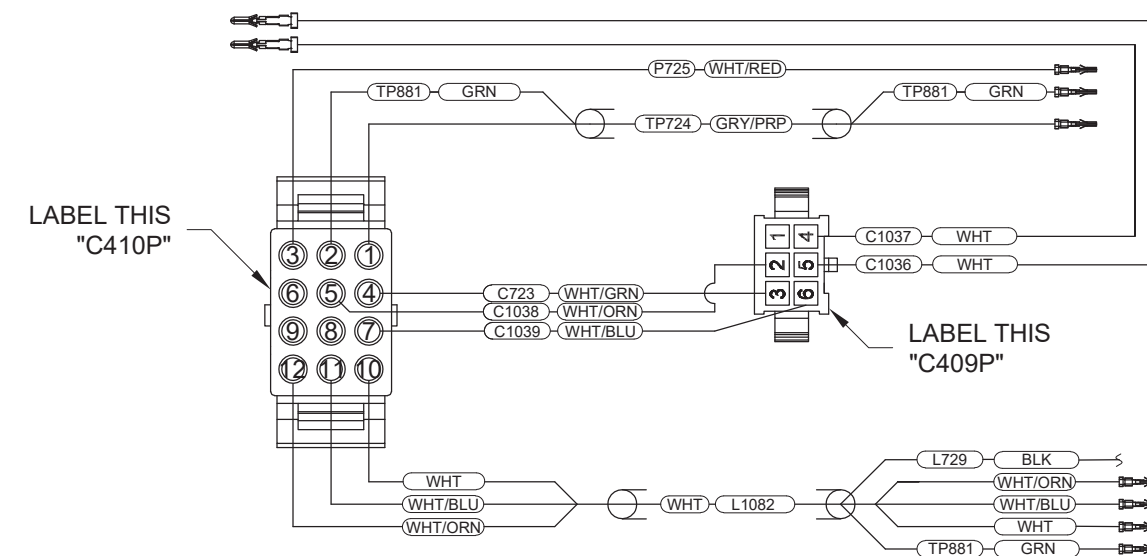 P725 WHT/RED
TP881 GRN TP881 GRN
TP724 GRY/PRP
LABEL THIS
"C410P"
3 2 1
6 5 4
9 8 7
12 11 10
1 4
2 5
3 6
C1037 WHT
C1036 WHT
C723 WHT/GRN
C1038 WHT/ORN
C1039 WHT/BLU
LABEL THIS
"C409P"
WHT
WHT/BLU
WHT/ORN
WHT L1082
L729 BLK
WHT/ORN
WHT/BLU
WHT
TP881 GRN